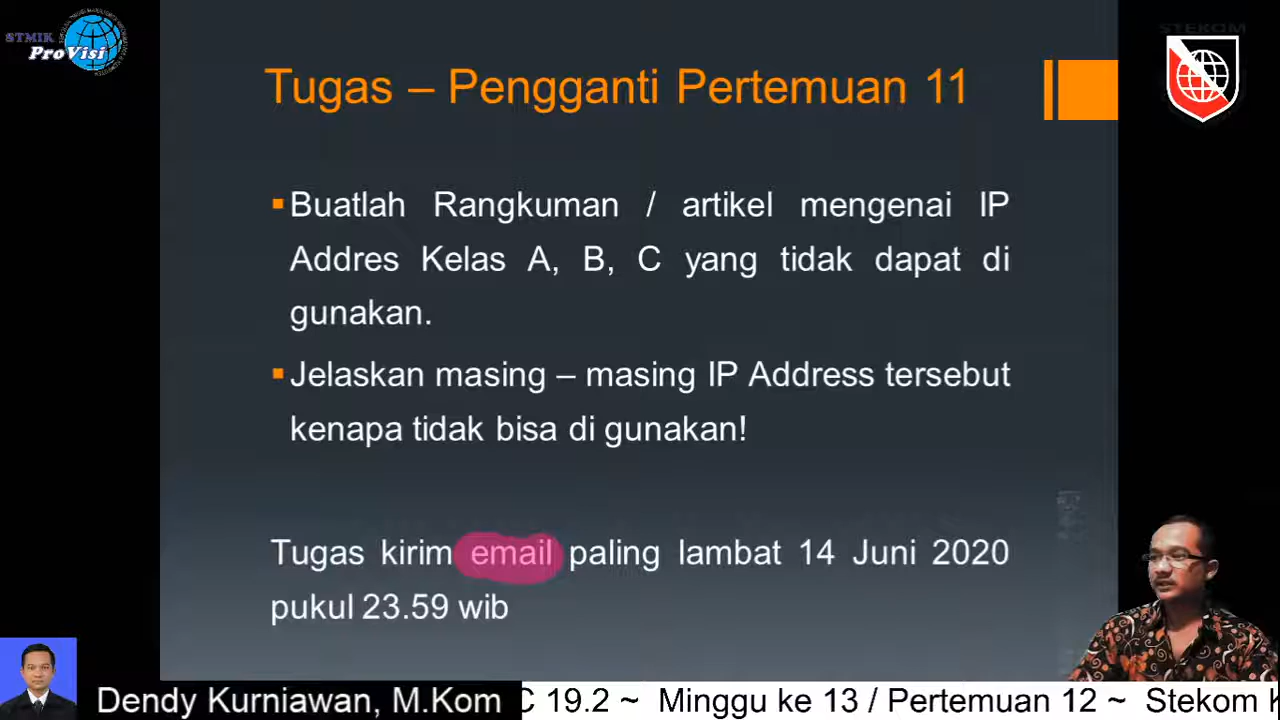 STMIK
ProVisi
STEKOM
Tugas – Pengganti Pertemuan 11
Buatlah Rangkuman / artikel mengenai IP
Addres Kelas A, B, C yang tidak dapat di
gunakan.
Jelaskan masing – masing IP Address tersebut
kenapa tidak bisa di gunakan!
Tugas kirim email paling lambat 14 Juni 2020
pukul 23.59 wib
Dendy Kurniawan, M.Kom
C 19.2 ~ Minggu ke 13 / Pertemuan 12 ~ Stekom